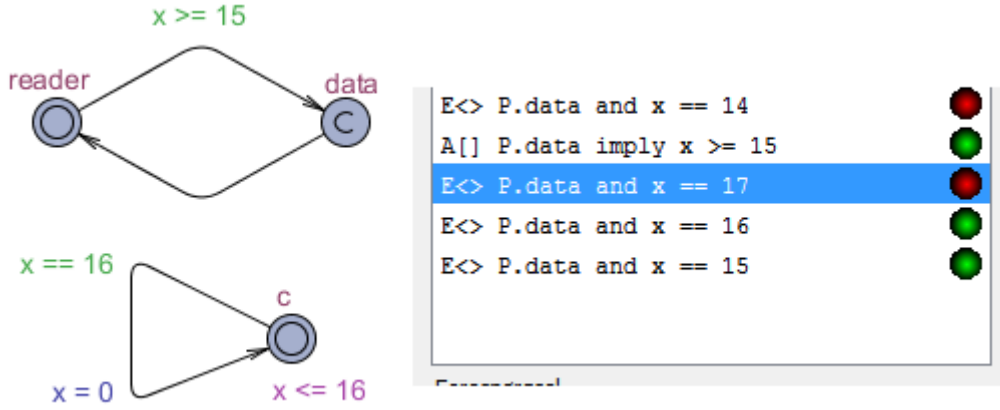 x >= 15
reader
data
C
x == 16
c
x = 0
x <= 16
E<> P.data and x == 14
A[] P.data imply x >= 15
E<> P.data and x == 17
E<> P.data and x == 16
E<> P.data and x == 15